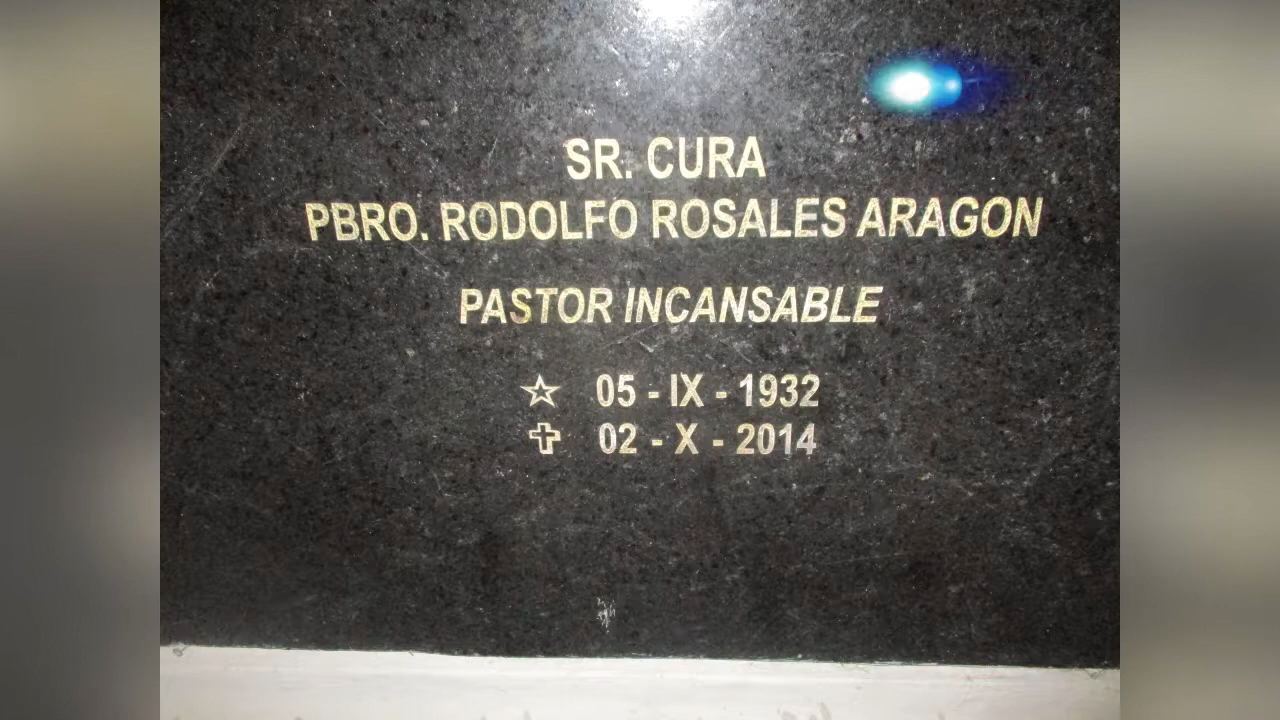 SR. CURA
PBRO. RODOLFO ROSALES ARAGON
PASTOR INCANSABLE
☆ 05 - IX - 1932
✞ 02 - X - 2014